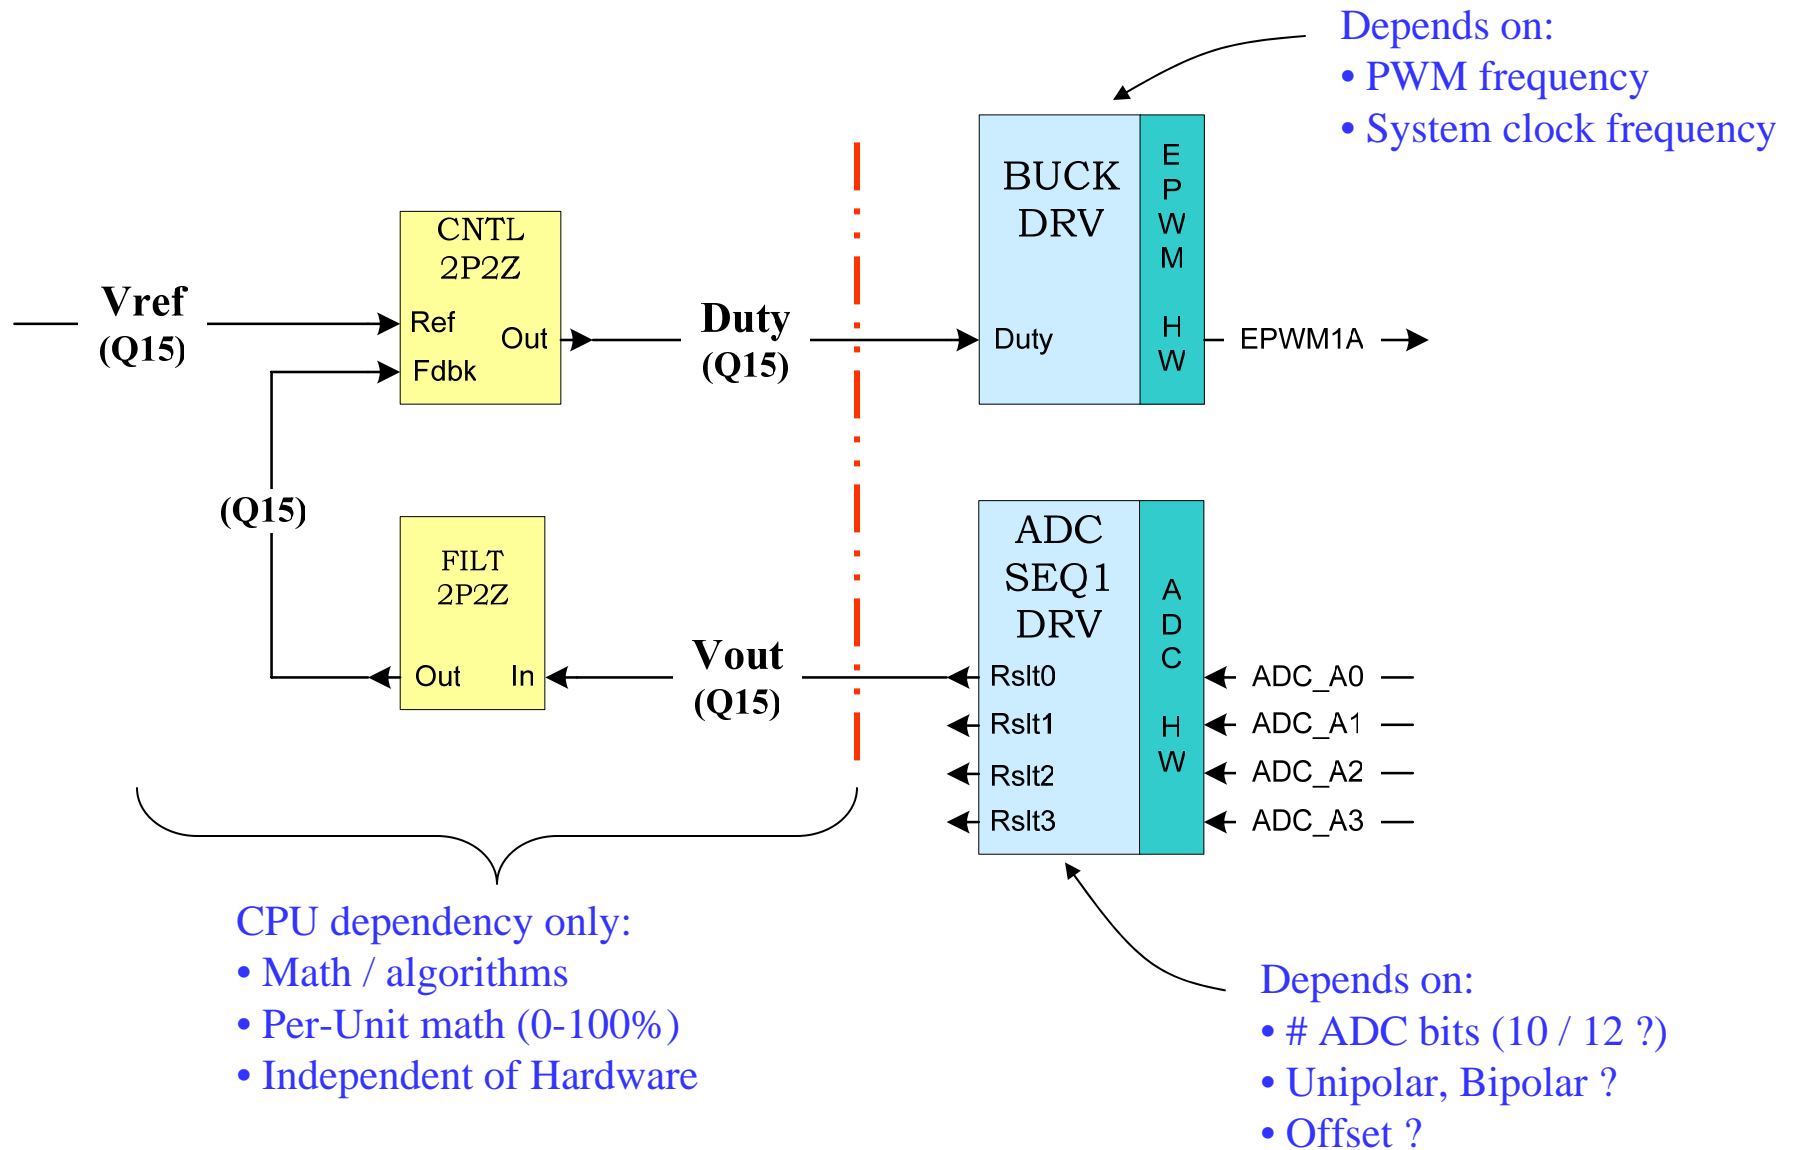 Depends on:
• PWM frequency
• System clock frequency
BUCK
DRV
Duty
E
P
W
M
H
W
EPWM1A
CNTL
2P2Z
Ref
Out
Fdbk
Vref
(Q15)
Duty
(Q15)
(Q15)
FILT
2P2Z
Out In
Vout
(Q15)
ADC
SEQ1
DRV
Rslt0
Rslt1
Rslt2
Rslt3
A
D
C
H
W
ADC_A0
ADC_A1
ADC_A2
ADC_A3
CPU dependency only:
• Math / algorithms
• Per-Unit math (0-100%)
• Independent of Hardware
Depends on:
• # ADC bits (10 / 12 ?)
• Unipolar, Bipolar ?
• Offset ?